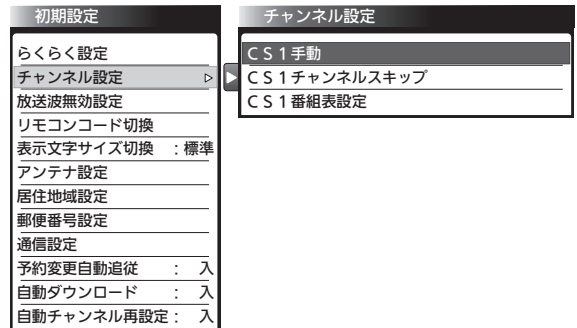 初期設定
らくらく設定
チャンネル設定
放送波無効設定
リモコンコード切換
表示文字サイズ切換 ：標準
アンテナ設定
居住地域設定
郵便番号設定
通信設定
予約変更自動追従 ： 入
自動ダウンロード ： 入
自動チャンネル再設定： 入
チャンネル設定
ＣＳ１手動
ＣＳ１チャンネルスキップ
ＣＳ１番組表設定